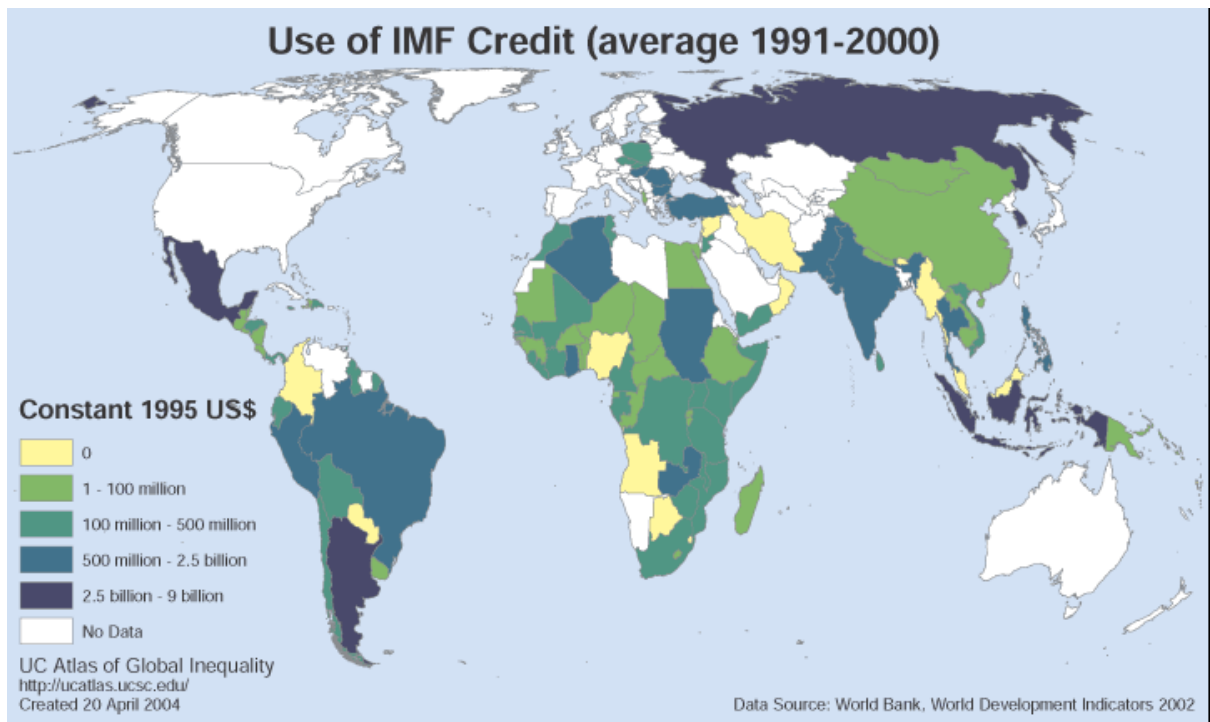 Use of IMF Credit (average 1991-2000)
Constant 1995 US$
0
1 - 100 million
100 million - 500 million
500 million - 2.5 billion
2.5 billion - 9 billion
No Data
UC Atlas of Global Inequality
http://ucatlas.ucsc.edu/
Created 20 April 2004
Data Source: World Bank, World Development Indicators 2002